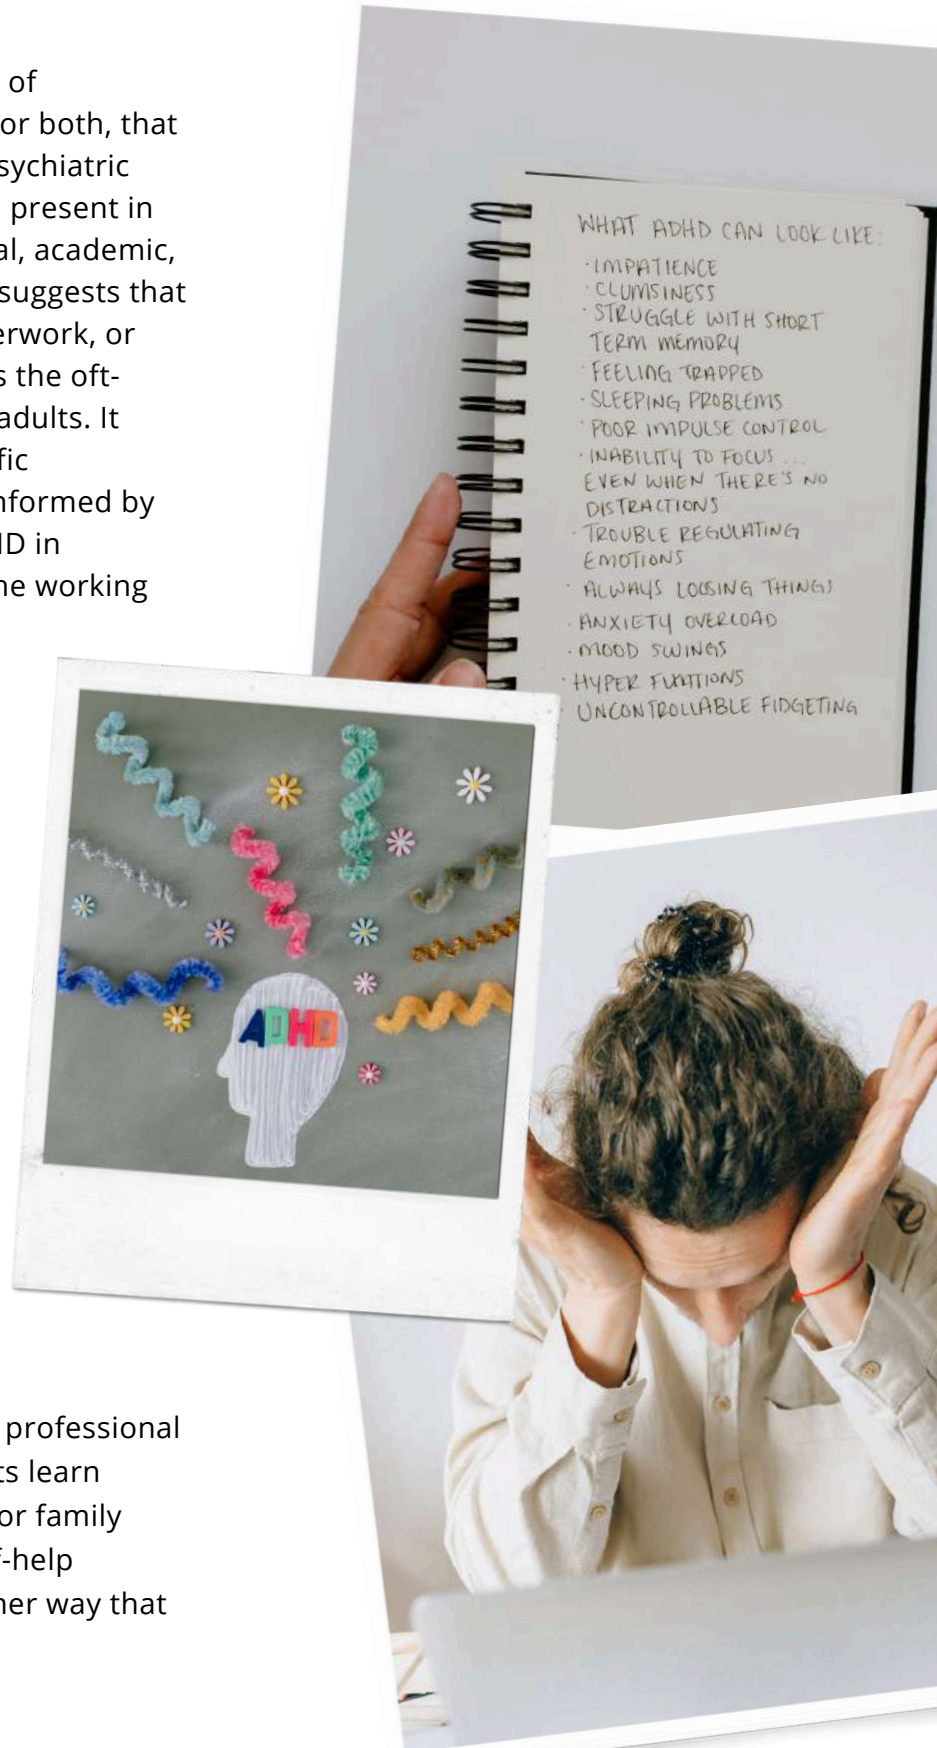 of
or both, that
sychiatric
present in
al, academic,
suggests that
erwork, or
s the oft-
adults. It
fic
nformed by
HD in
ne working
WHAT ADHD CAN LOOK LIKE:
· IMPATIENCE
· CLUMSINESS
· STRUGGLE WITH SHORT
TERM MEMORY
· FEELING TRAPPED
· SLEEPING PROBLEMS
· POOR IMPULSE CONTROL
· INABILITY TO FOCUS ...
EVEN WHEN THERE'S NO
DISTRACTIONS
· TROUBLE REGULATING
EMOTIONS
· ALWAYS LOOSING THINGS
· ANXIETY OVERLOAD
· MOOD SWINGS
· HYPER
UNCONTROLLABLE FIDGETING
ADHD
professional
ts learn
or family
f-help
her way that